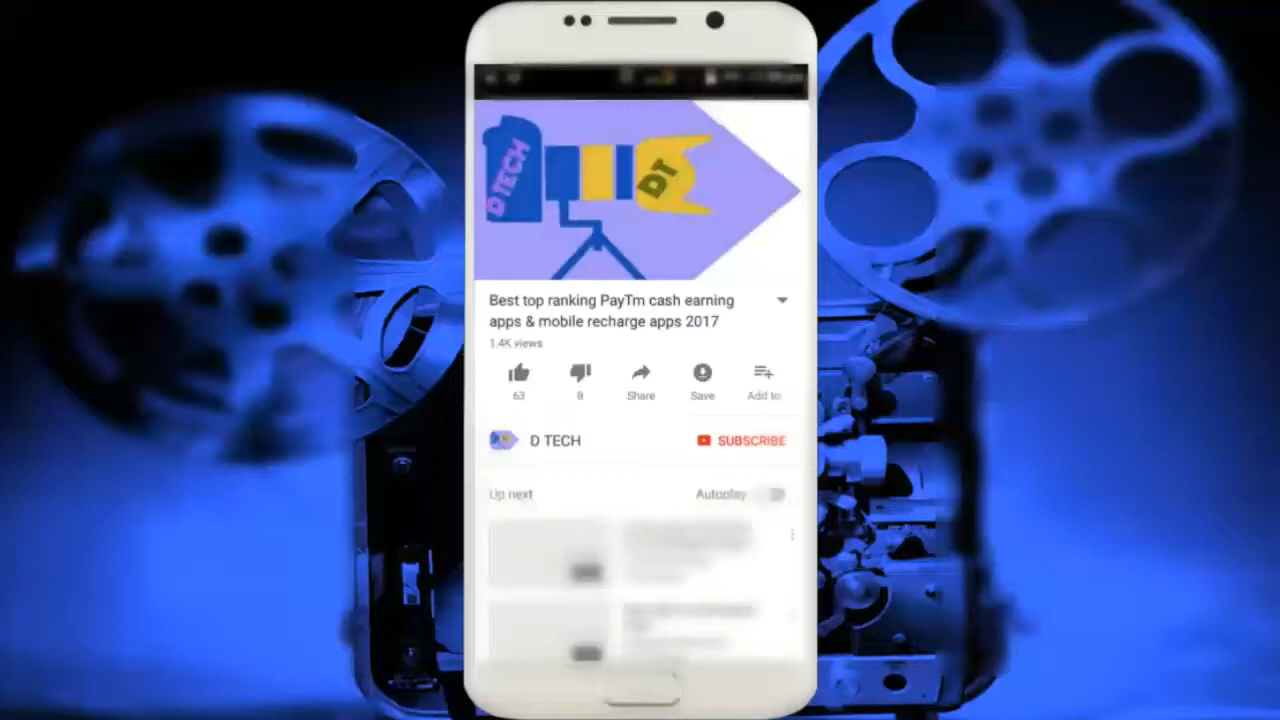 D TECH
DT
Best top ranking PayTm cash earning
apps & mobile recharge apps 2017
1.4K views
63
8
Share
Save
Add to
D TECH
SUBSCRIBE
Up next
Autoplay